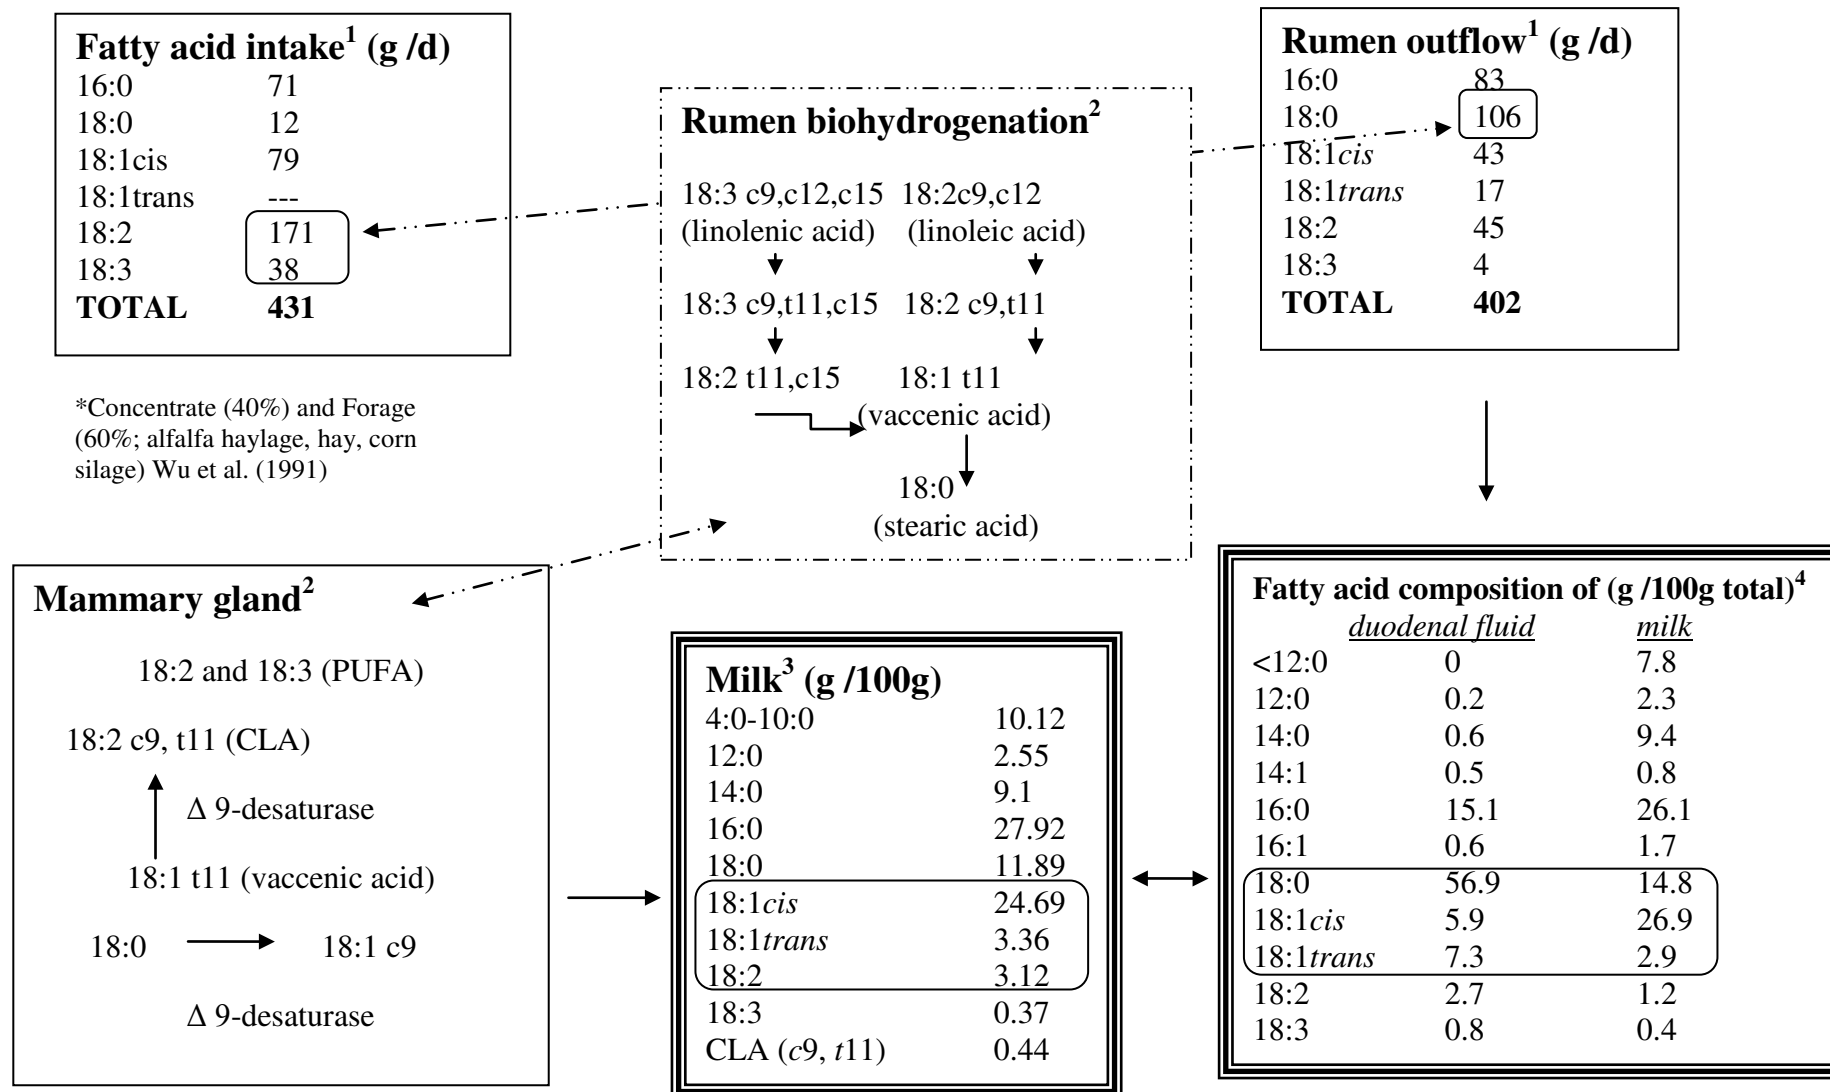 Fatty acid intake1 (g /d)
16:0 71
18:0 12
18:1cis 79
18:1trans ---
18:2 171
18:3 38
TOTAL 431
*Concentrate (40%) and Forage
(60%; alfalfa haylage, hay, corn
silage) Wu et al. (1991)
Rumen biohydrogenation2
18:3 c9,c12,c15 18:2c9,c12
(linolenic acid) (linoleic acid)
18:3 c9,t11,c15 18:2 c9,t11
18:2 t11,c15 18:1 t11
(vaccenic acid)
18:0
(stearic acid)
Rumen outflow1 (g /d)
16:0 83
18:0 106
18:1cis 43
18:1trans 17
18:2 45
18:3 4
TOTAL 402
Mammary gland2
18:2 and 18:3 (PUFA)
18:2 c9, t11 (CLA)
Δ 9-desaturase
18:1 t11 (vaccenic acid)
18:0 18:1 c9
Δ 9-desaturase
Milk3 (g /100g)
4:0-10:0 10.12
12:0 2.55
14:0 9.1
16:0 27.92
18:0 11.89
18:1cis 24.69
18:1trans 3.36
18:2 3.12
18:3 0.37
CLA (c9, t11) 0.44
Fatty acid composition of (g /100g total)4
duodenal fluid milk
<12:0 0 7.8
12:0 0.2 2.3
14:0 0.6 9.4
14:1 0.5 0.8
16:0 15.1 26.1
16:1 0.6 1.7
18:0 56.9 14.8
18:1cis 5.9 26.9
18:1trans 7.3 2.9
18:2 2.7 1.2
18:3 0.8 0.4